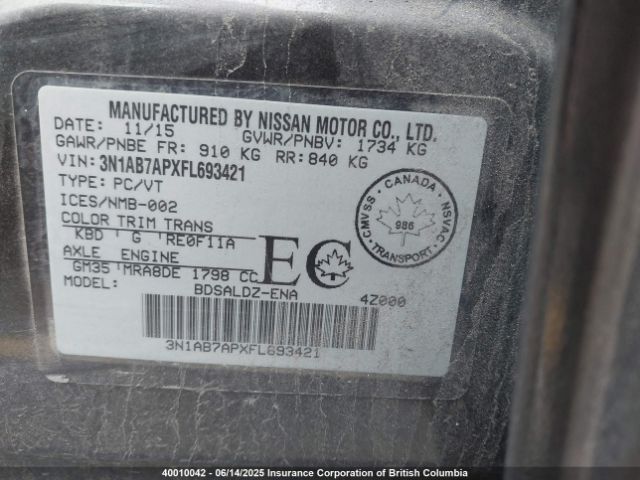 MANUFACTURED BY NISSAN MOTOR CO., LTD.
DATE: 11/15 GVWR/PNBV: 1734 KG
GAWR/PNBE FR: 910 KG RR: 840 KG
VIN: 3N1AB7APXFL693421
TYPE: PC/VT
ICES/NMB-002
COLOR TRIM TRANS
KBD G RE0F11A
AXLE ENGINE
GM35 MRA8DE 1798 CC
MODEL: BDSALDZ-ENA 4Z000
EC
CANADA
CMVSS
NSVAC
986
TRANSPORT
3N1AB7APXFL693421
40010042 - 06/14/2025 Insurance Corporation of British Columbia